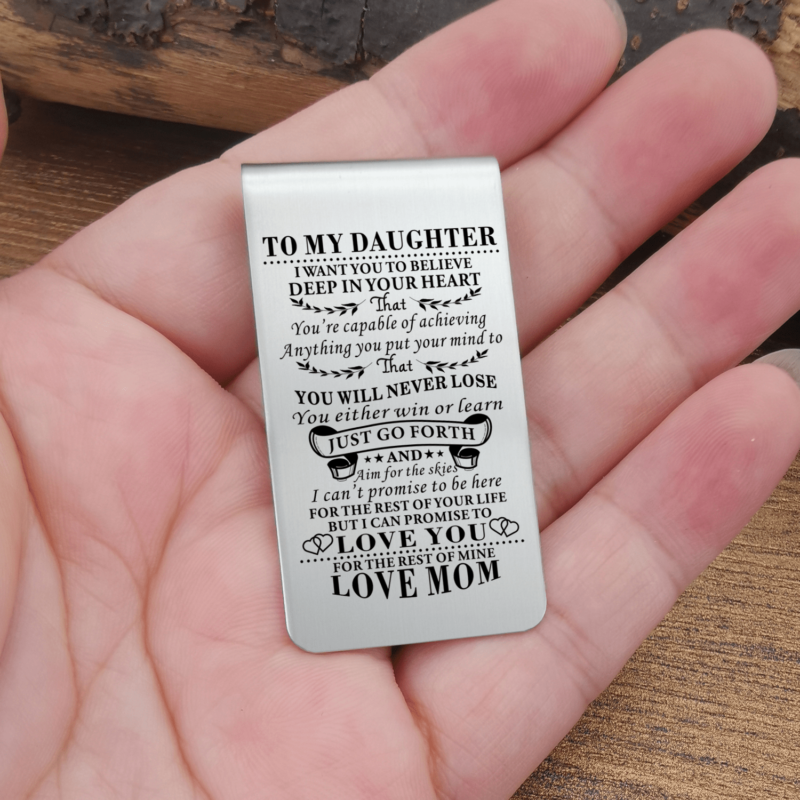 TO MY DAUGHTER
I WANT YOU TO BELIEVE
DEEP IN YOUR HEART
That
You're capable of achieving
Anything you put your mind to
That
YOU WILL NEVER LOSE
You either win or learn
JUST GO FORTH
AND
Aim for the skies
I can't promise to be here
FOR THE REST OF YOUR LIFE
BUT I CAN PROMISE TO
LOVE YOU
FOR THE REST OF MINE
LOVE MOM